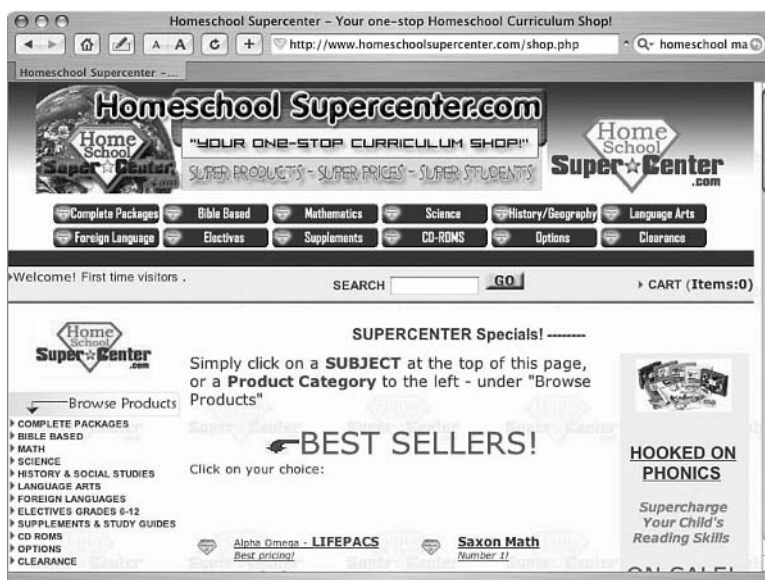 Homeschool Supercenter – Your one-stop Homeschool Curriculum Shop!
A A
http://www.homeschoolsupercenter.com/shop.php
homeschool ma
Homeschool Supercenter –...
Homeschool Supercenter.com
"YOUR ONE-STOP CURRICULUM SHOP!"
SUPER PRODUCTS - SUPER PRICES - SUPER STUDENTS
Home
School
Super Center
Home
School
Super Center
.com
Complete Packages
Bible Based
Mathematics
Science
History/Geography
Language Arts
Foreign Language
Electives
Supplements
CD-ROMS
Options
Clearance
Welcome! First time visitors .
SEARCH
GO
CART (Items:0)
Home
School
Super Center
.com
Browse Products
COMPLETE PACKAGES
BIBLE BASED
MATH
SCIENCE
HISTORY & SOCIAL STUDIES
LANGUAGE ARTS
FOREIGN LANGUAGES
ELECTIVES GRADES 6-12
SUPPLEMENTS & STUDY GUIDES
CD ROMS
OPTIONS
CLEARANCE
SUPERCENTER Specials! --------
Simply click on a SUBJECT at the top of this page,
or a Product Category to the left - under "Browse
Products"
BEST SELLERS!
Click on your choice:
Alpha Omega - LIFEPACS
Best pricing!
Saxon Math
Number 1!
HOOKED ON
PHONICS
Supercharge
Your Child's
Reading Skills
ON SALE!